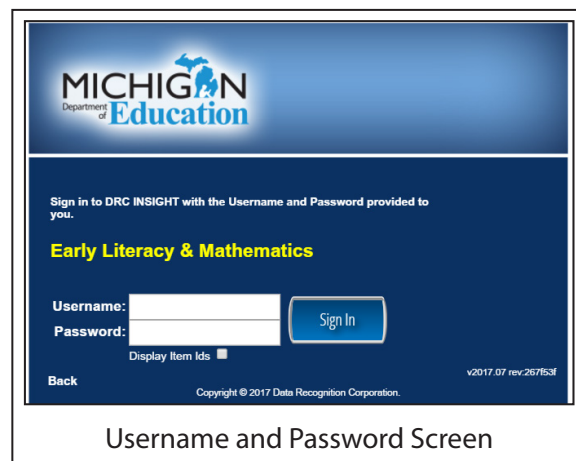 MICHIGAN
Department of Education
Sign in to DRC INSIGHT with the Username and Password provided to
you.
Early Literacy & Mathematics
Username:
Password:
Sign In
Display Item Ids
Back
v2017.07 rev:267f53f
Copyright © 2017 Data Recognition Corporation.
Username and Password Screen